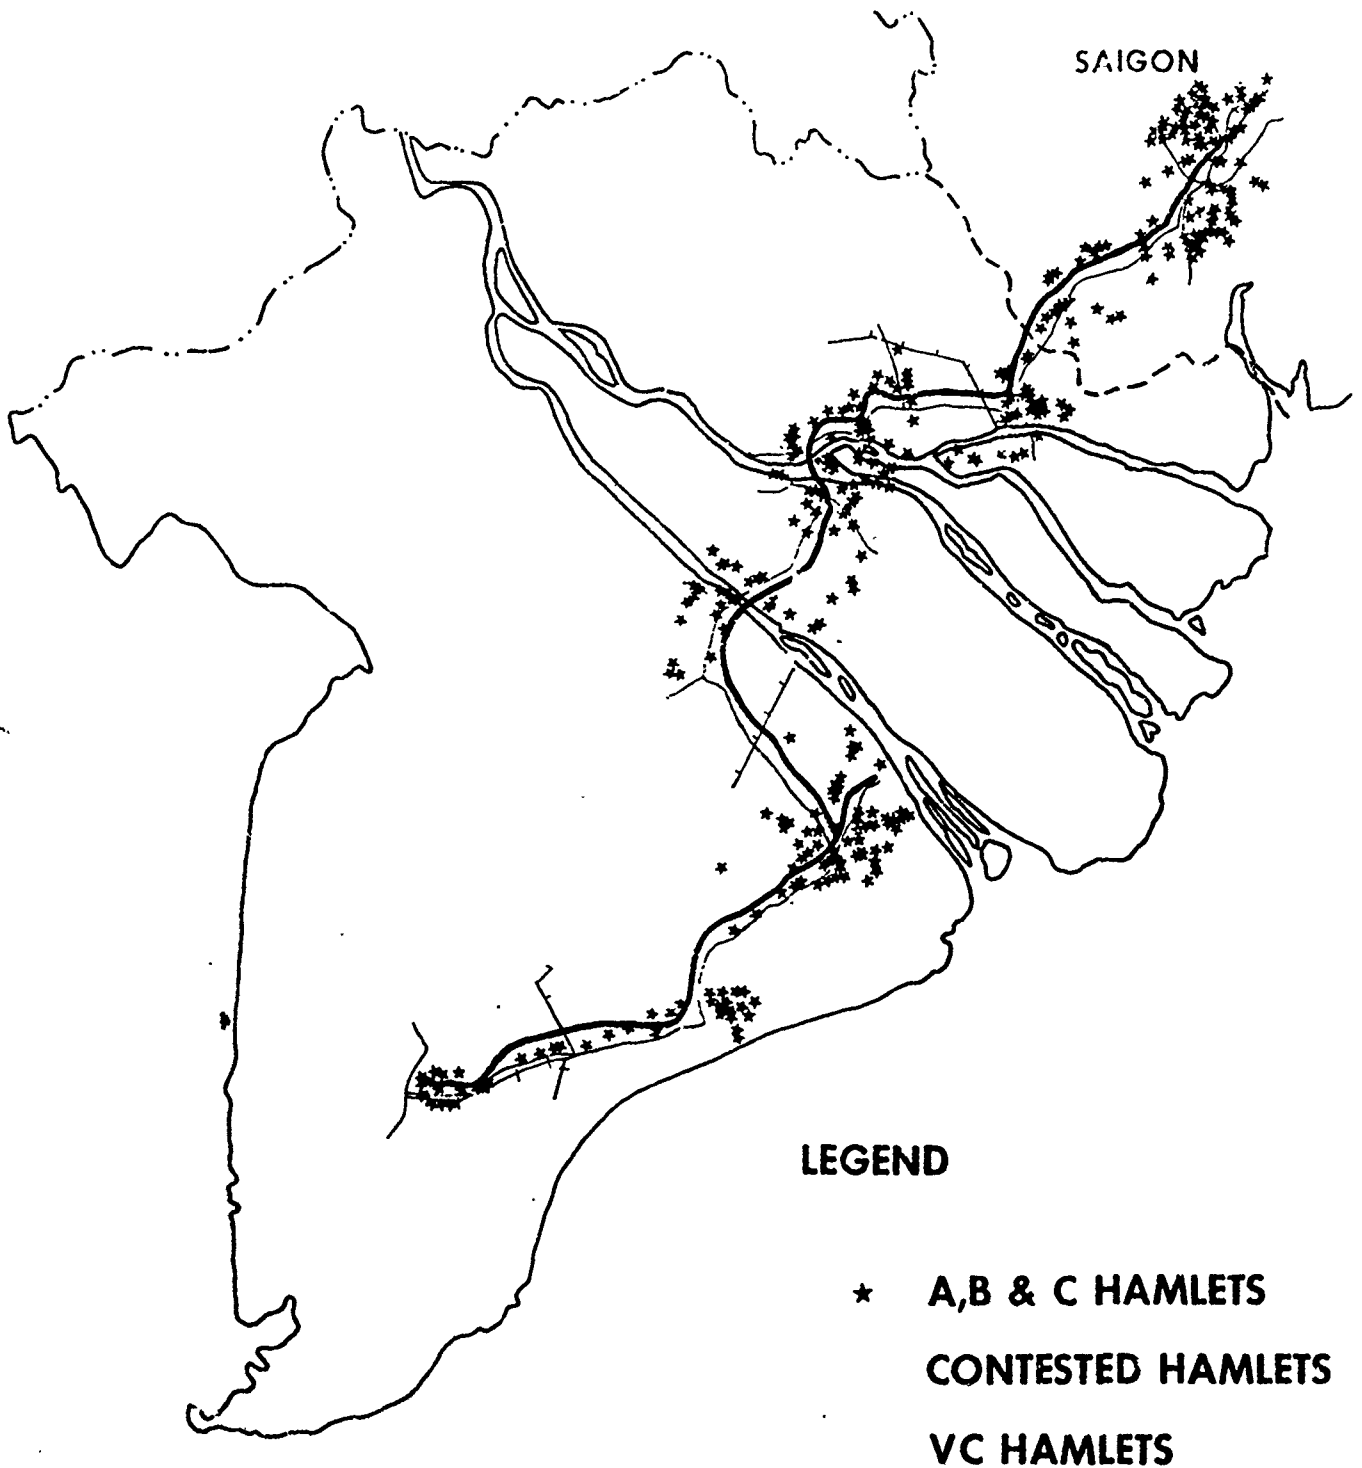 SAIGON
LEGEND
★ A,B & C HAMLETS
CONTESTED HAMLETS
VC HAMLETS